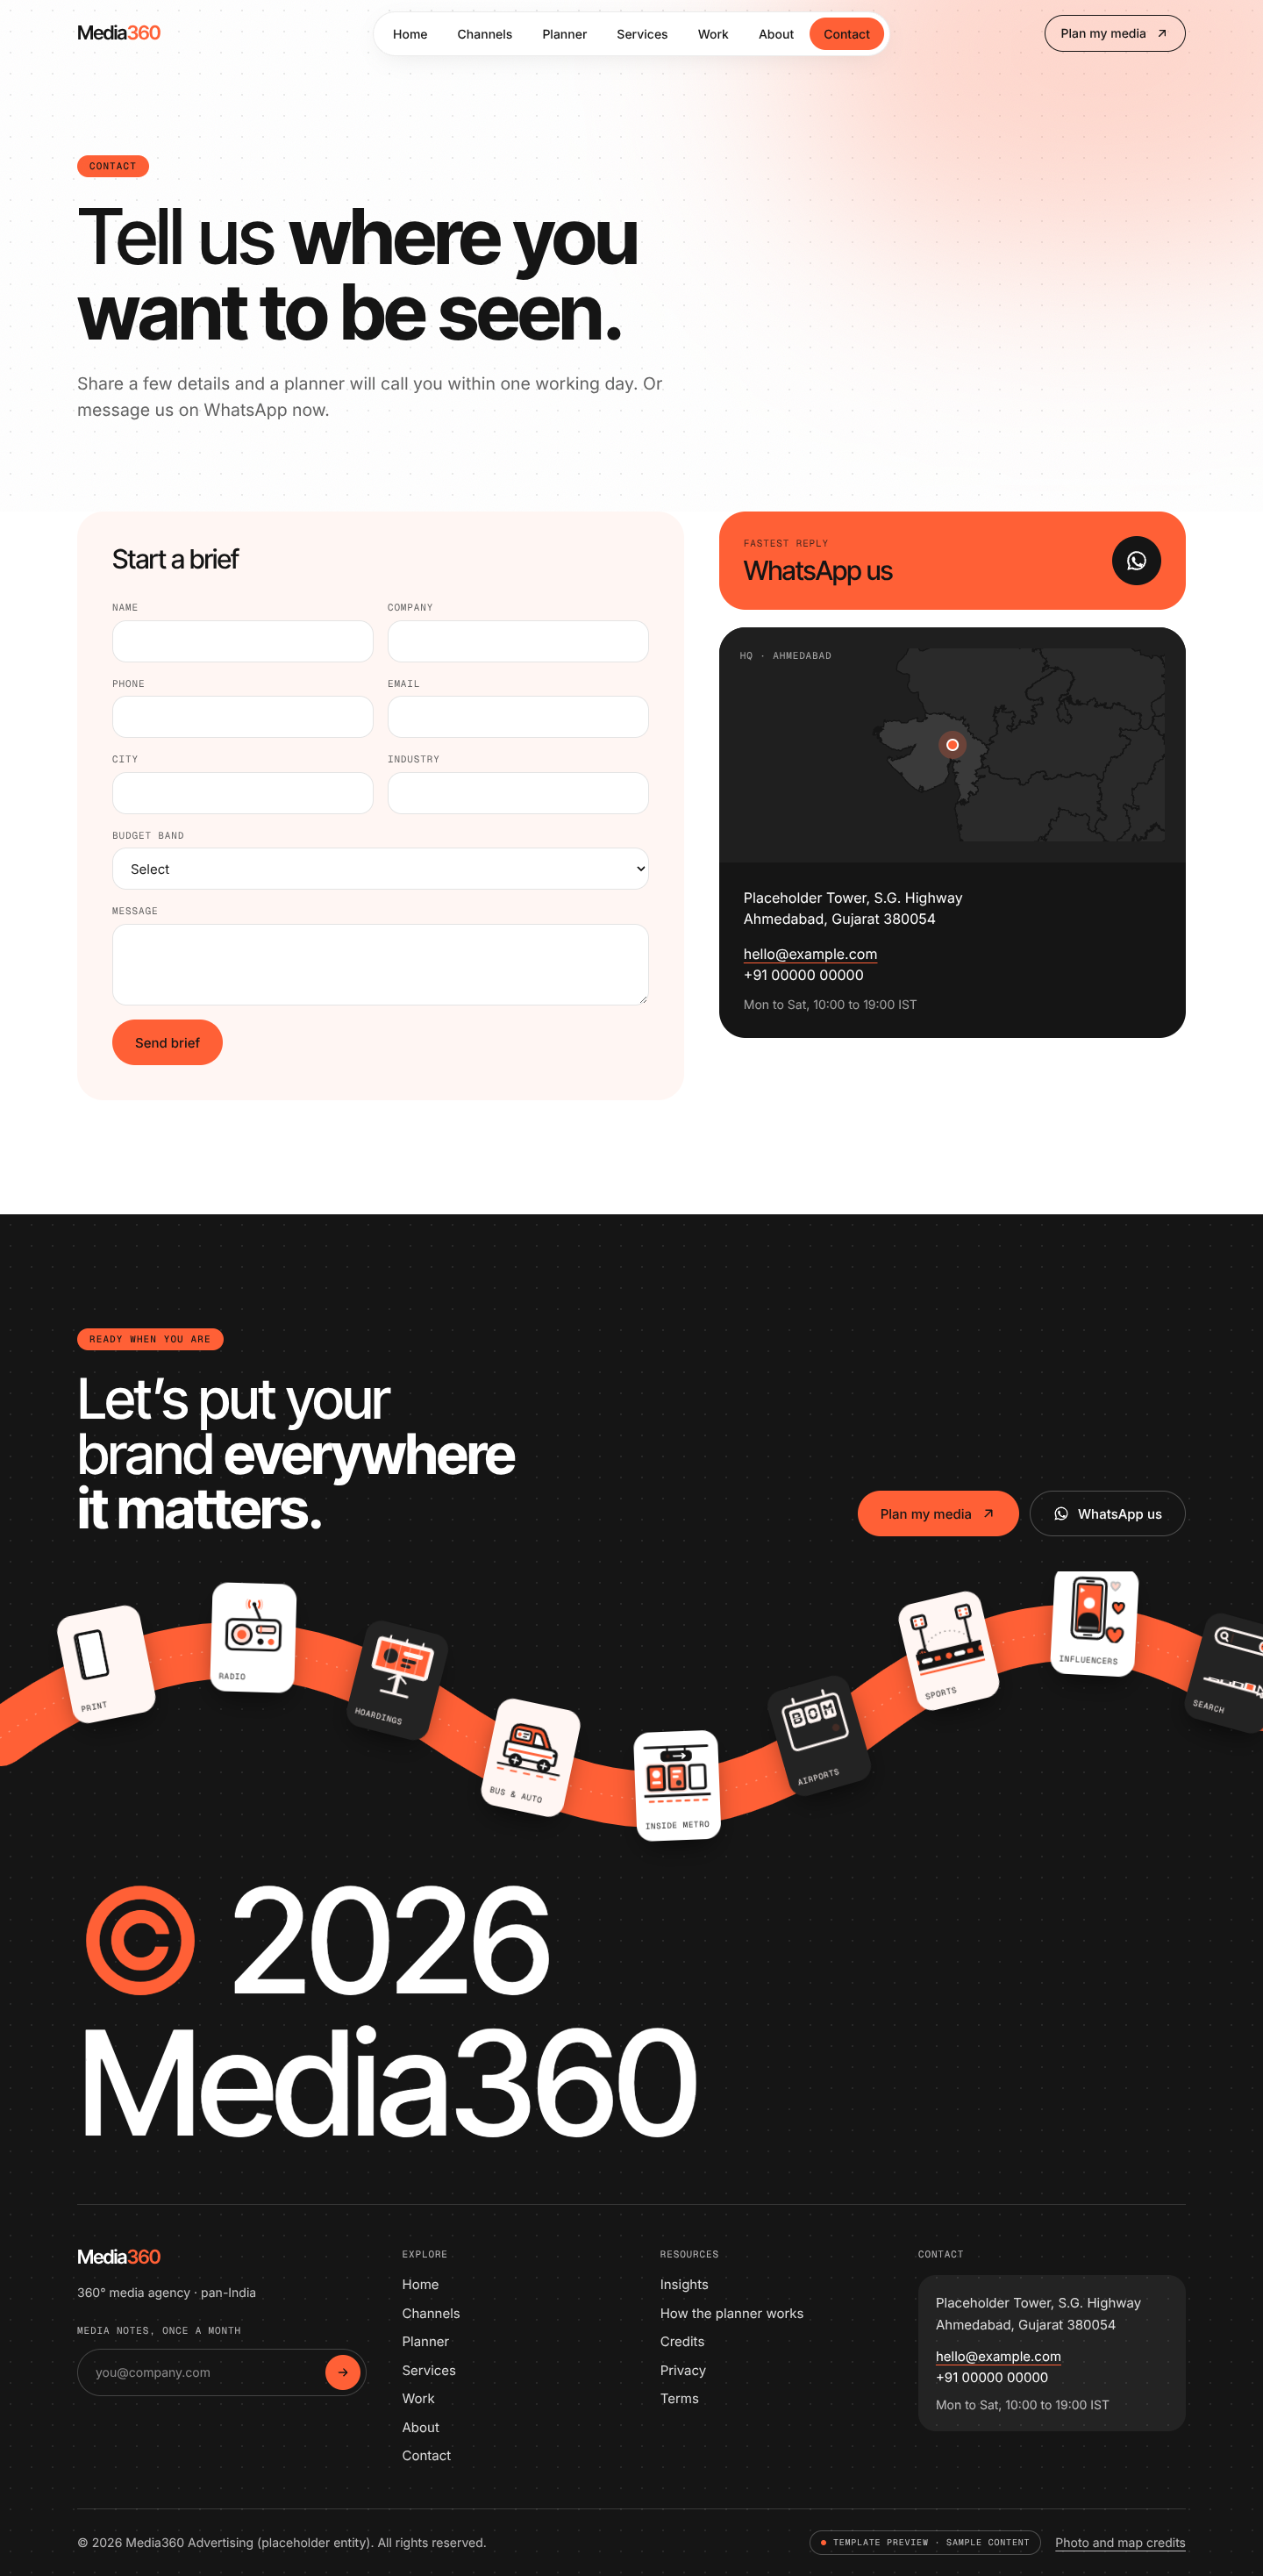 Media360
Home
Channels
Planner
Services
Work
About
Contact
Plan my media
CONTACT
Tell us where you
want to be seen.
Share a few details and a planner will call you within one working day. Or
message us on WhatsApp now.
Start a brief
NAME
COMPANY
PHONE
EMAIL
CITY
INDUSTRY
BUDGET BAND
Select
MESSAGE
Send brief
FASTEST REPLY
WhatsApp us
HQ · AHMEDABAD
Placeholder Tower, S.G. Highway
Ahmedabad, Gujarat 380054
hello@example.com
+91 00000 00000
Mon to Sat, 10:00 to 19:00 IST
READY WHEN YOU ARE
Let’s put your
brand everywhere
it matters.
Plan my media
WhatsApp us
PRINT
RADIO
HOARDINGS
BUS & AUTO
INSIDE METRO
BOM
AIRPORTS
SPORTS
INFLUENCERS
SEARCH
© 2026
Media360
Media360
360° media agency · pan-India
MEDIA NOTES, ONCE A MONTH
you@company.com
EXPLORE
Home
Channels
Planner
Services
Work
About
Contact
RESOURCES
Insights
How the planner works
Credits
Privacy
Terms
CONTACT
Placeholder Tower, S.G. Highway
Ahmedabad, Gujarat 380054
hello@example.com
+91 00000 00000
Mon to Sat, 10:00 to 19:00 IST
© 2026 Media360 Advertising (placeholder entity). All rights reserved.
TEMPLATE PREVIEW · SAMPLE CONTENT
Photo and map credits